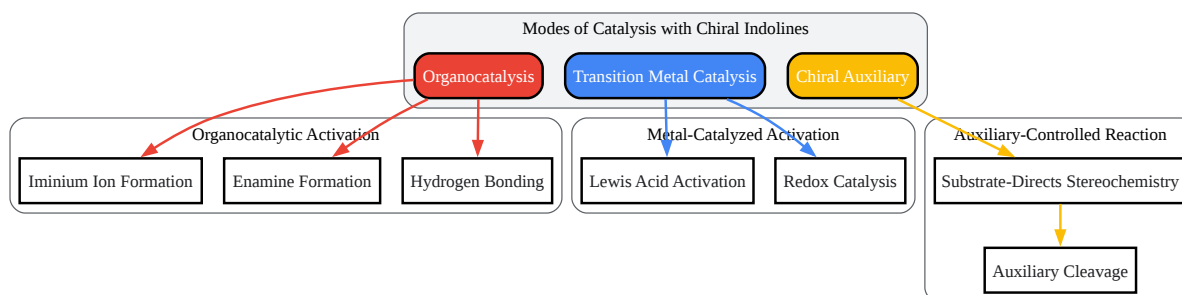 Modes of Catalysis with Chiral Indolines
Organocatalysis
Transition Metal Catalysis
Chiral Auxiliary
Organocatalytic Activation
Metal-Catalyzed Activation
Auxiliary-Controlled Reaction
Iminium Ion Formation
Enamine Formation
Hydrogen Bonding
Lewis Acid Activation
Redox Catalysis
Substrate-Directs Stereochemistry
Auxiliary Cleavage